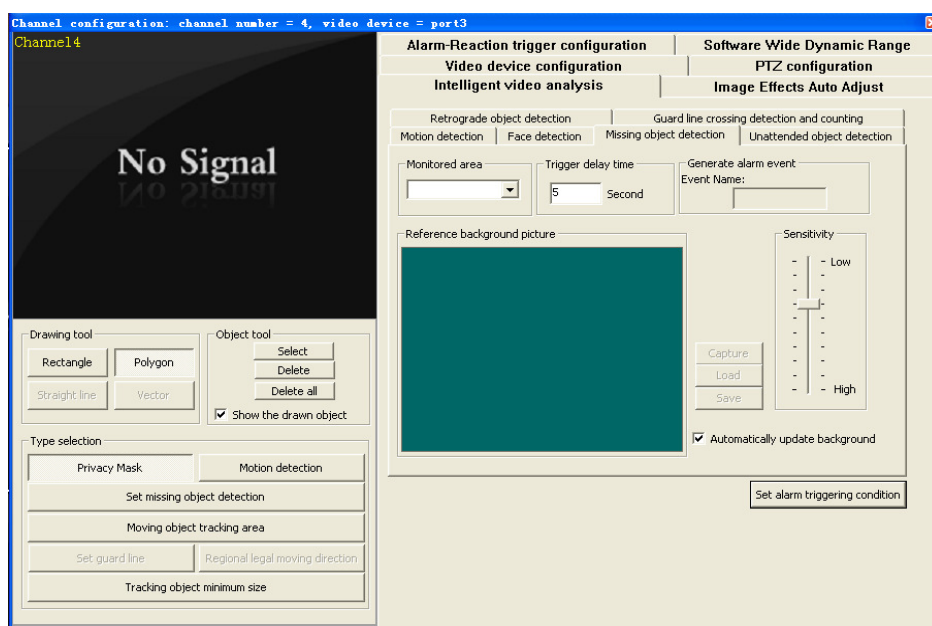 Channel configuration: channel number = 4, video device = port3
Channel4
No Signal
Alarm-Reaction trigger configuration
Software Wide Dynamic Range
Video device configuration
PTZ configuration
Intelligent video analysis
Image Effects Auto Adjust
Retrograde object detection
Guard line crossing detection and counting
Motion detection
Face detection
Missing object detection
Unattended object detection
Monitored area
Trigger delay time
5
Second
Generate alarm event
Event Name:
Reference background picture
Sensitivity
Low
High
Capture
Load
Save
Automatically update background
Set alarm triggering condition
Drawing tool
Rectangle
Polygon
Straight line
Vector
Object tool
Select
Delete
Delete all
Show the drawn object
Type selection
Privacy Mask
Motion detection
Set missing object detection
Moving object tracking area
Set guard line
Regional legal moving direction
Tracking object minimum size